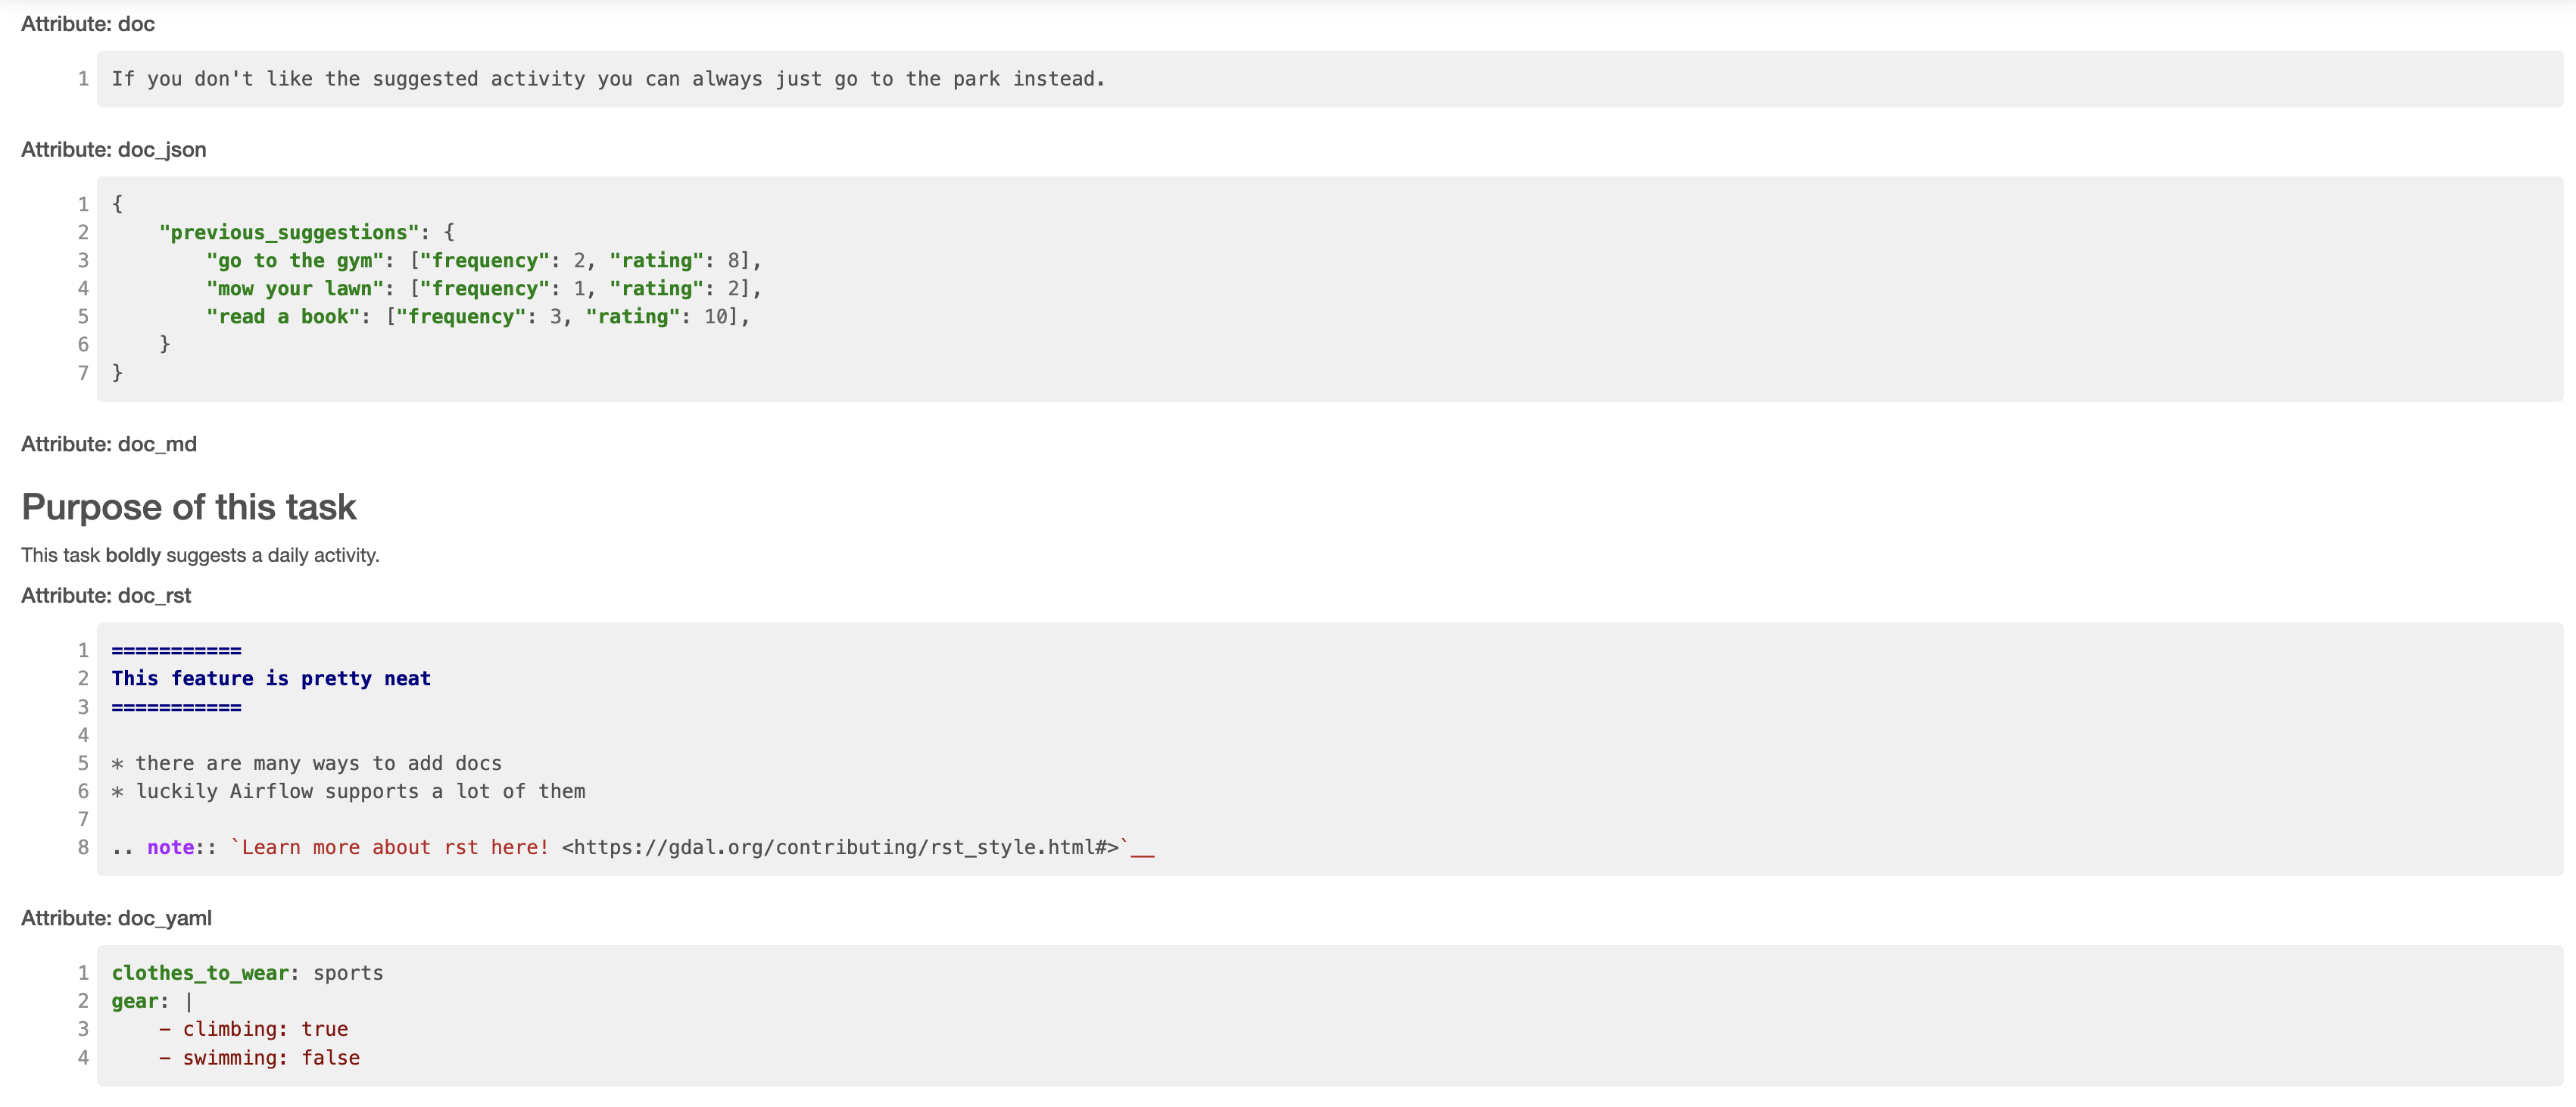 Attribute: doc
1 If you don't like the suggested activity you can always just go to the park instead.
Attribute: doc_json
1 {
2     "previous_suggestions": {
3         "go to the gym": ["frequency": 2, "rating": 8],
4         "mow your lawn": ["frequency": 1, "rating": 2],
5         "read a book": ["frequency": 3, "rating": 10],
6     }
7 }
Attribute: doc_md
Purpose of this task
This task boldly suggests a daily activity.
Attribute: doc_rst
1 ===========
2 This feature is pretty neat
3 ===========
4
5 * there are many ways to add docs
6 * luckily Airflow supports a lot of them
7
8 .. note:: `Learn more about rst here! <https://gdal.org/contributing/rst_style.html#>`__
Attribute: doc_yaml
1 clothes_to_wear: sports
2 gear: |
3     - climbing: true
4     - swimming: false